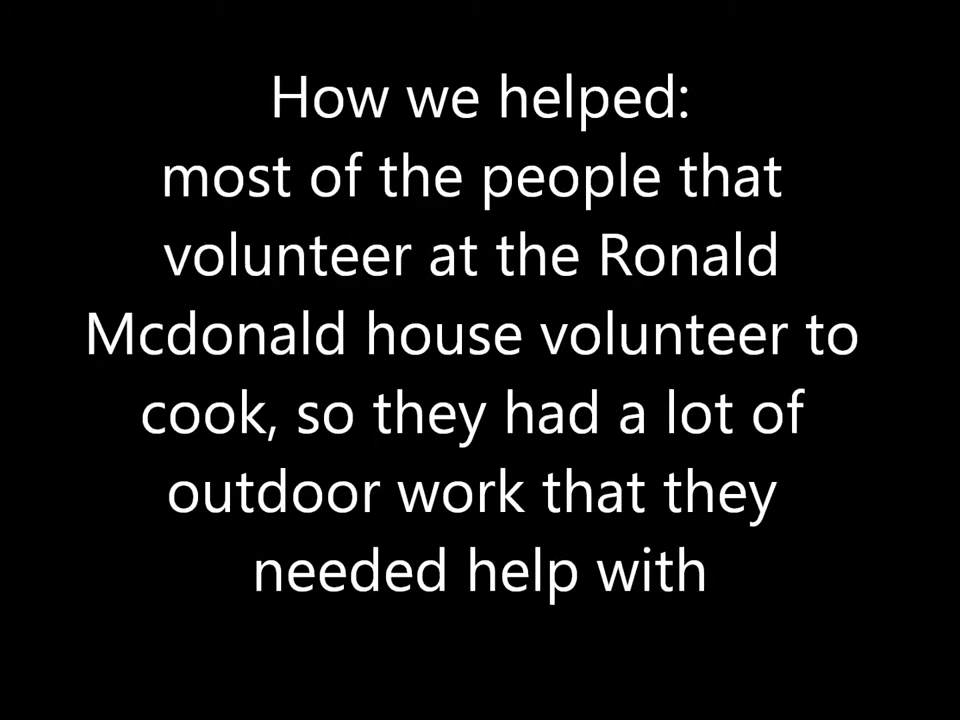 How we helped:
most of the people that
volunteer at the Ronald
Mcdonald house volunteer to
cook, so they had a lot of
outdoor work that they
needed help with